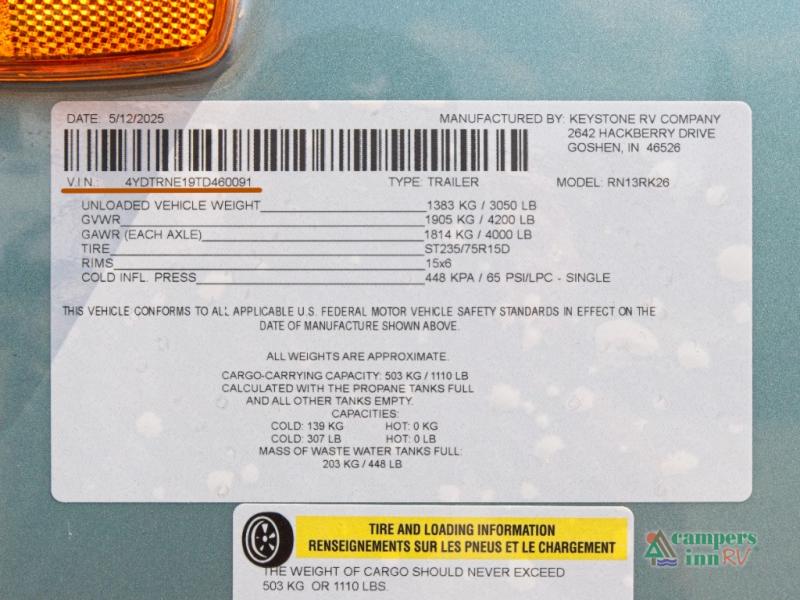 DATE: 5/12/2025 MANUFACTURED BY: KEYSTONE RV COMPANY
2642 HACKBERRY DRIVE
GOSHEN, IN 46526
V.I.N.: 4YDTRNE19TD460091 TYPE: TRAILER MODEL: RN13RK26
UNLOADED VEHICLE WEIGHT 1383 KG / 3050 LB
GVWR 1905 KG / 4200 LB
GAWR (EACH AXLE) 1814 KG / 4000 LB
TIRE ST235/75R15D
RIMS 15x6
COLD INFL. PRESS 448 KPA / 65 PSI/LPC - SINGLE
THIS VEHICLE CONFORMS TO ALL APPLICABLE U.S. FEDERAL MOTOR VEHICLE SAFETY STANDARDS IN EFFECT ON THE
DATE OF MANUFACTURE SHOWN ABOVE.
ALL WEIGHTS ARE APPROXIMATE.
CARGO-CARRYING CAPACITY: 503 KG / 1110 LB
CALCULATED WITH THE PROPANE TANKS FULL
AND ALL OTHER TANKS EMPTY.
CAPACITIES:
COLD: 139 KG HOT: 0 KG
COLD: 307 LB HOT: 0 LB
MASS OF WASTE WATER TANKS FULL:
203 KG / 448 LB
TIRE AND LOADING INFORMATION
RENSEIGNEMENTS SUR LES PNEUS ET LE CHARGEMENT
THE WEIGHT OF CARGO SHOULD NEVER EXCEED
503 KG OR 1110 LBS.
campers
inn RV